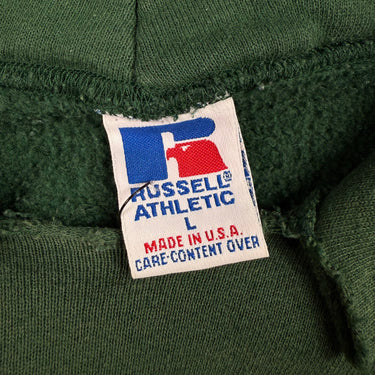 RUSSELL®
ATHLETIC
L
MADE IN U.S.A.
CARE-CONTENT OVER